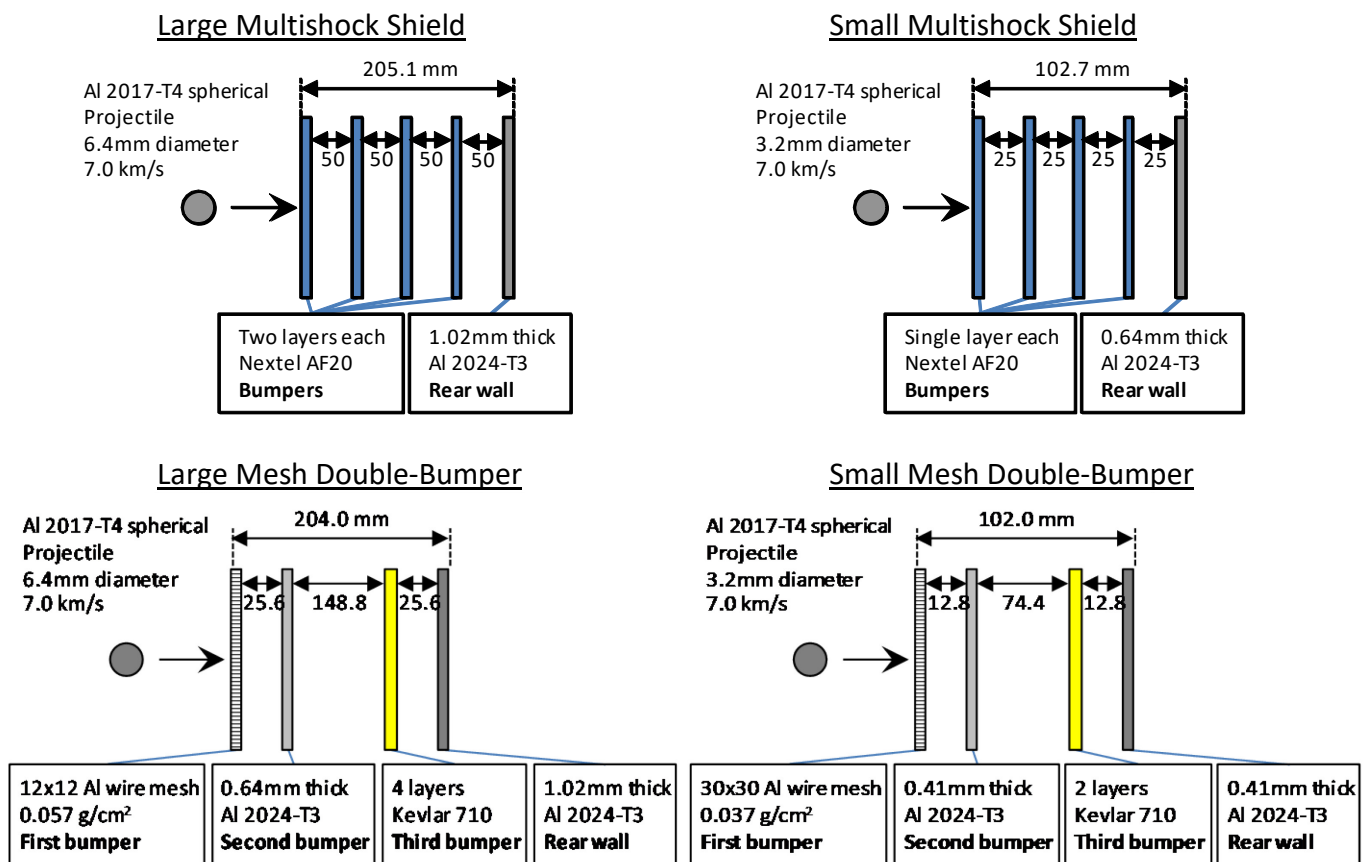 Large Multishock Shield
205.1 mm
Al 2017-T4 spherical
Projectile
6.4mm diameter
7.0 km/s
50
50
50
50
Two layers each
Nextel AF20
Bumpers
1.02mm thick
Al 2024-T3
Rear wall
Small Multishock Shield
102.7 mm
Al 2017-T4 spherical
Projectile
3.2mm diameter
7.0 km/s
25
25
25
25
Single layer each
Nextel AF20
Bumpers
0.64mm thick
Al 2024-T3
Rear wall
Large Mesh Double-Bumper
204.0 mm
Al 2017-T4 spherical
Projectile
6.4mm diameter
7.0 km/s
25.6
148.8
25.6
12x12 Al wire mesh
0.057 g/cm²
First bumper
0.64mm thick
Al 2024-T3
Second bumper
4 layers
Kevlar 710
Third bumper
1.02mm thick
Al 2024-T3
Rear wall
Small Mesh Double-Bumper
102.0 mm
Al 2017-T4 spherical
Projectile
3.2mm diameter
7.0 km/s
12.8
74.4
12.8
30x30 Al wire mesh
0.037 g/cm²
First bumper
0.41mm thick
Al 2024-T3
Second bumper
2 layers
Kevlar 710
Third bumper
0.41mm thick
Al 2024-T3
Rear wall